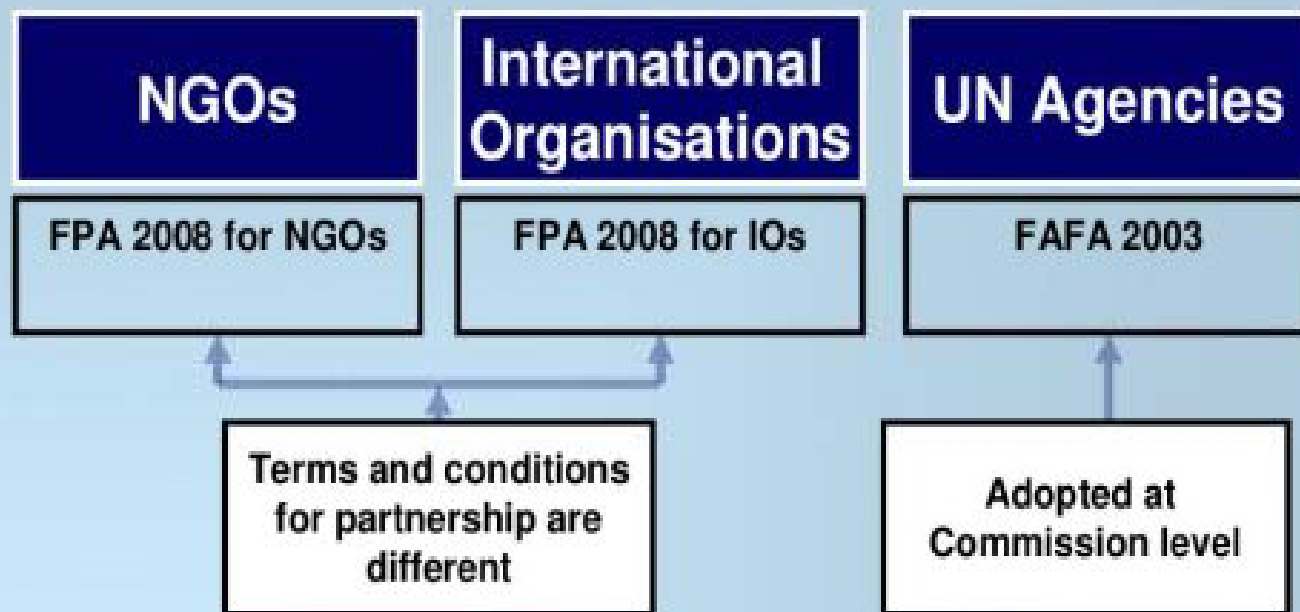 NGOs
International
Organisations
UN Agencies
FPA 2008 for NGOs
FPA 2008 for IOs
FAFA 2003
Terms and conditions
for partnership are
different
Adopted at
Commission level